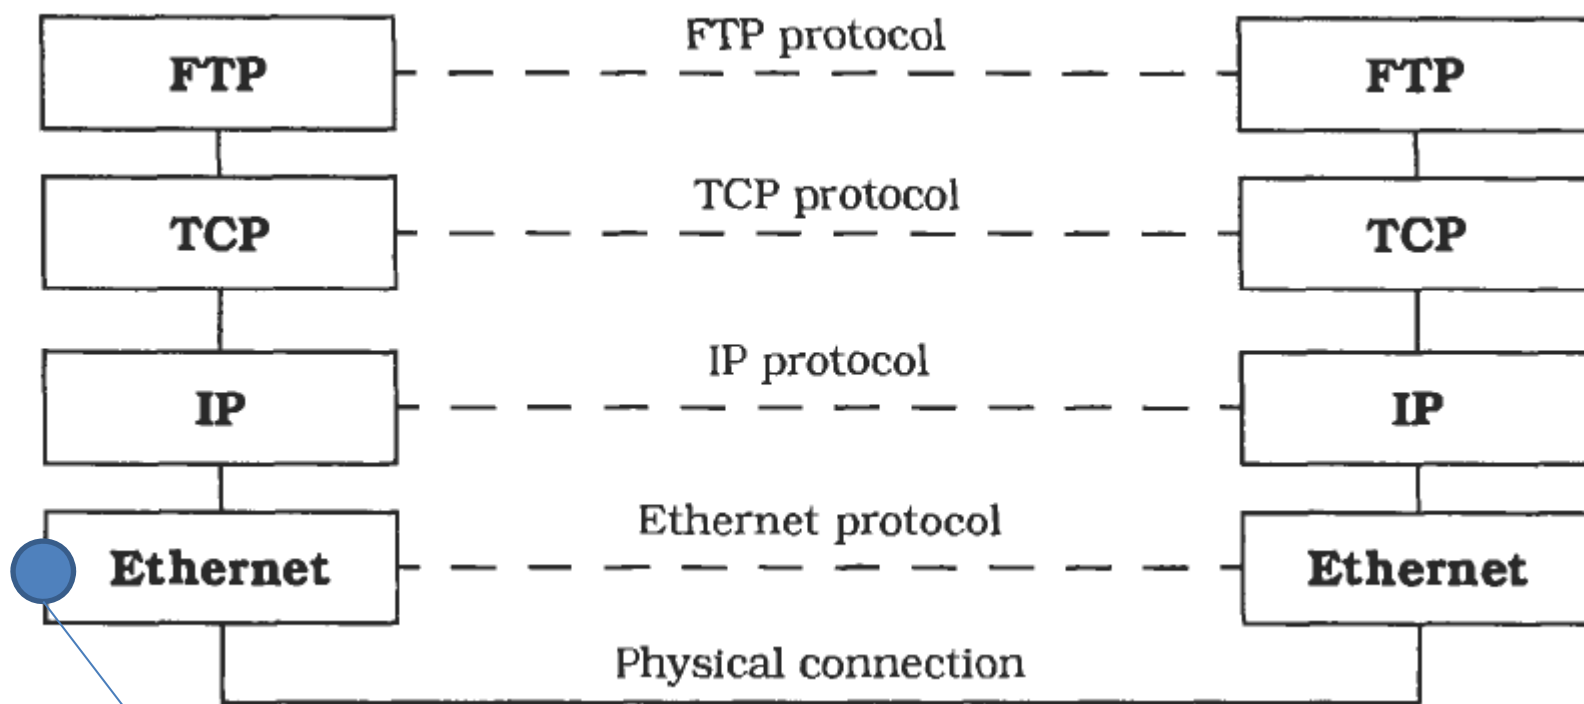 FTP protocol
FTP FTP
TCP protocol
TCP TCP
IP protocol
IP IP
Ethernet protocol
Ethernet Ethernet
Physical connection